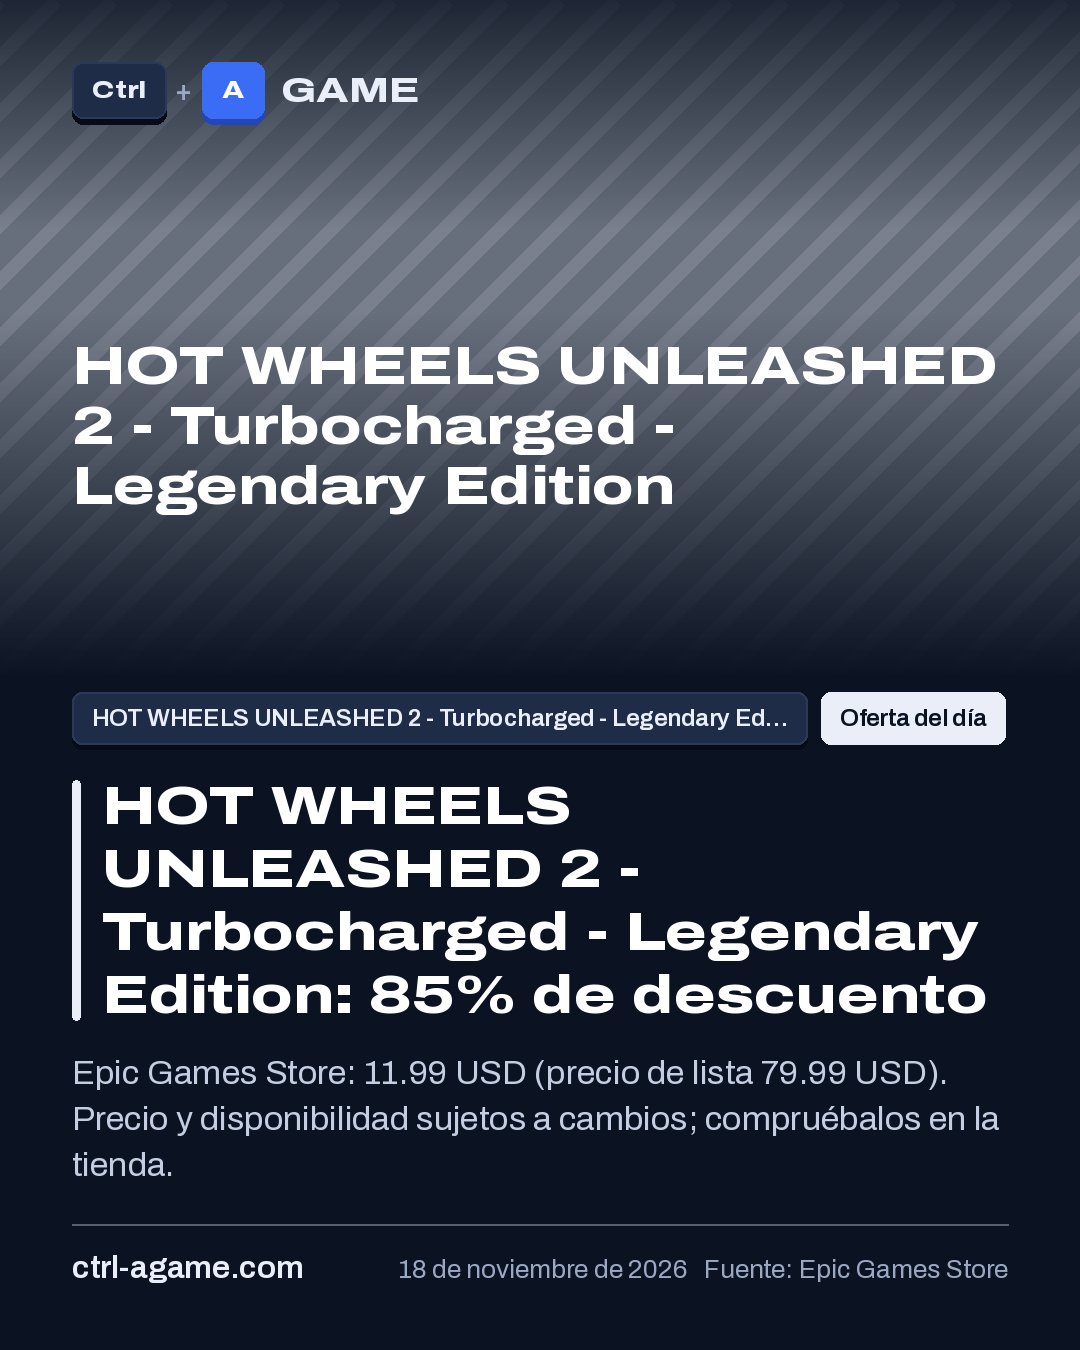 Ctrl + A GAME
HOT WHEELS UNLEASHED
2 - Turbocharged -
Legendary Edition
HOT WHEELS UNLEASHED 2 - Turbocharged - Legendary Ed...
Oferta del día
HOT WHEELS
UNLEASHED 2 -
Turbocharged - Legendary
Edition: 85% de descuento
Epic Games Store: 11.99 USD (precio de lista 79.99 USD).
Precio y disponibilidad sujetos a cambios; compruébalos en la
tienda.
ctrl-agame.com
18 de noviembre de 2026 Fuente: Epic Games Store